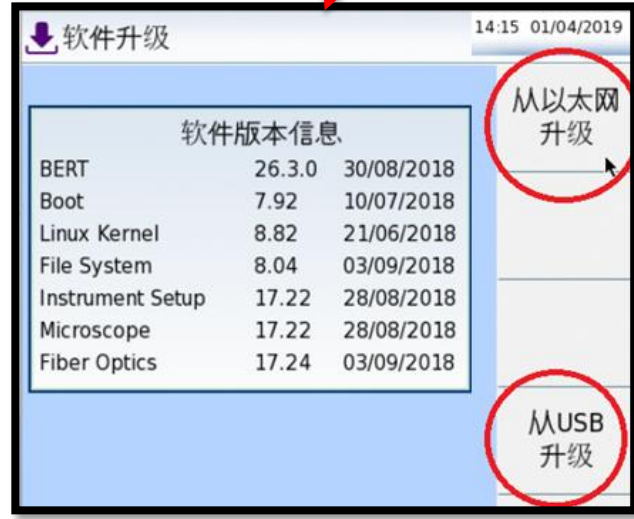 软件升级
14:15 01/04/2019
从以太网
升级
软件版本信息
BERT 26.3.0 30/08/2018
Boot 7.92 10/07/2018
Linux Kernel 8.82 21/06/2018
File System 8.04 03/09/2018
Instrument Setup 17.22 28/08/2018
Microscope 17.22 28/08/2018
Fiber Optics 17.24 03/09/2018
从USB
升级